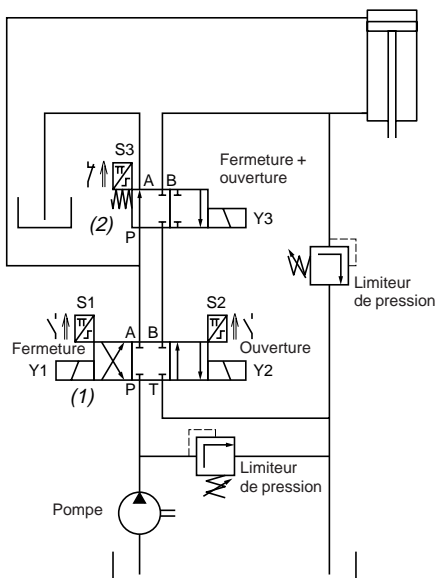 S3
A B
Fermeture +
ouverture
(2)
Y3
P
Limiteur
de pression
S1
A B
S2
Fermeture
Ouverture
Y1
Y2
(1)
P T
Limiteur
de pression
Pompe